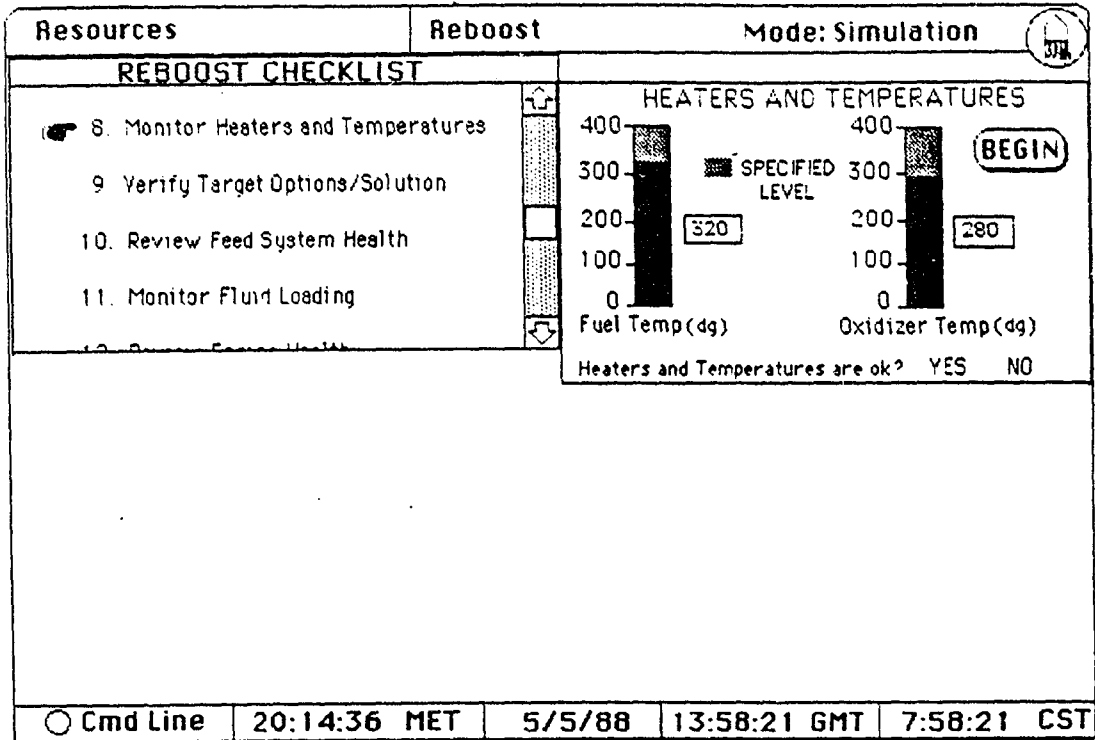 Resources Reboost Mode: Simulation
REBOOST CHECKLIST
8. Monitor Heaters and Temperatures
9 Verify Target Options/Solution
10. Review Feed System Health
11. Monitor Fluid Loading
HEATERS AND TEMPERATURES
BEGIN
400
300
200
100
0
320
Fuel Temp(dg)
SPECIFIED
LEVEL
400
300
200
100
0
280
Oxidizer Temp(dg)
Heaters and Temperatures are ok? YES NO
Cmd Line 20:14:36 MET 5/5/88 13:58:21 GMT 7:58:21 CST